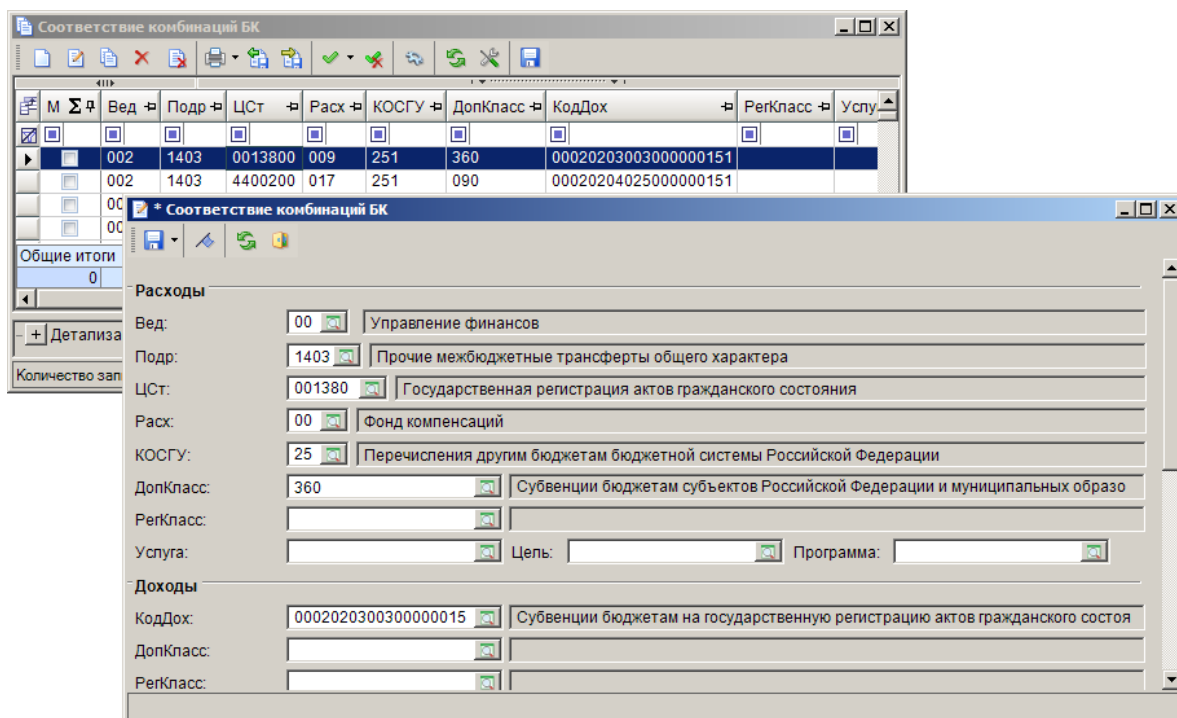 Соответствие комбинаций БК
М Σ Вед Подр ЦСт Расх КОСГУ ДопКласс КодДох РегКласс Услу
002 1403 0013800 009 251 360 00020203003000000151
002 1403 4400200 017 251 090 00020204025000000151
00
00
Общие итоги
0
+ Детализа
Количество зап
* Соответствие комбинаций БК
Расходы
Вед: 00 Управление финансов
Подр: 1403 Прочие межбюджетные трансферты общего характера
ЦСт: 001380 Государственная регистрация актов гражданского состояния
Расх: 00 Фонд компенсаций
КОСГУ: 25 Перечисления другим бюджетам бюджетной системы Российской Федерации
ДопКласс: 360 Субвенции бюджетам субъектов Российской Федерации и муниципальных образо
РегКласс:
Услуга: Цель: Программа:
Доходы
КодДох: 0002020300300000015 Субвенции бюджетам на государственную регистрацию актов гражданского состоя
ДопКласс:
РегКласс: